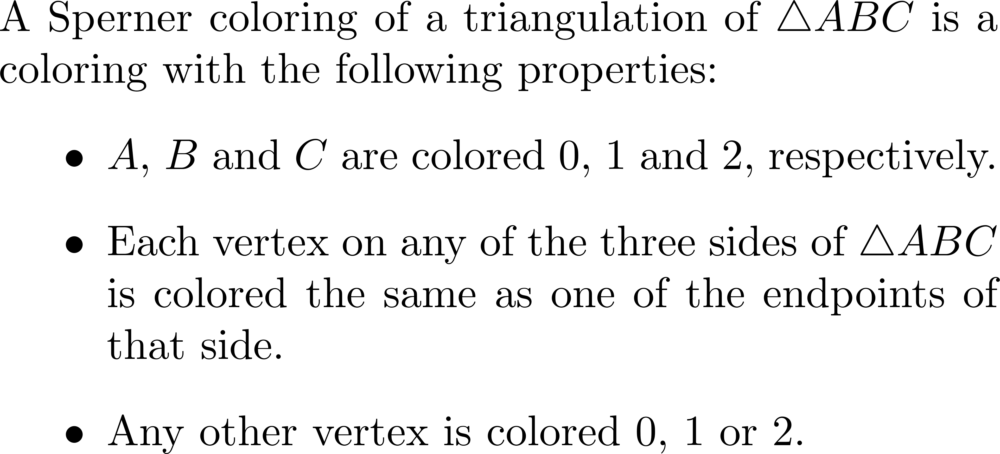 A Sperner coloring of a triangulation of △ABC is a
coloring with the following properties:
• A, B and C are colored 0, 1 and 2, respectively.
• Each vertex on any of the three sides of △ABC
is colored the same as one of the endpoints of
that side.
• Any other vertex is colored 0, 1 or 2.